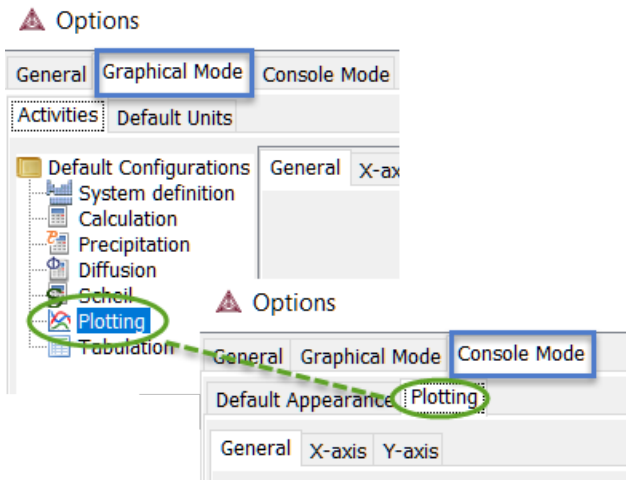 Options
General Graphical Mode Console Mode
Activities Default Units
Default Configurations
System definition
Calculation
Precipitation
Diffusion
Scheil
Plotting
Tabulation
General X-ax
Options
General Graphical Mode Console Mode
Default Appearance Plotting
General X-axis Y-axis